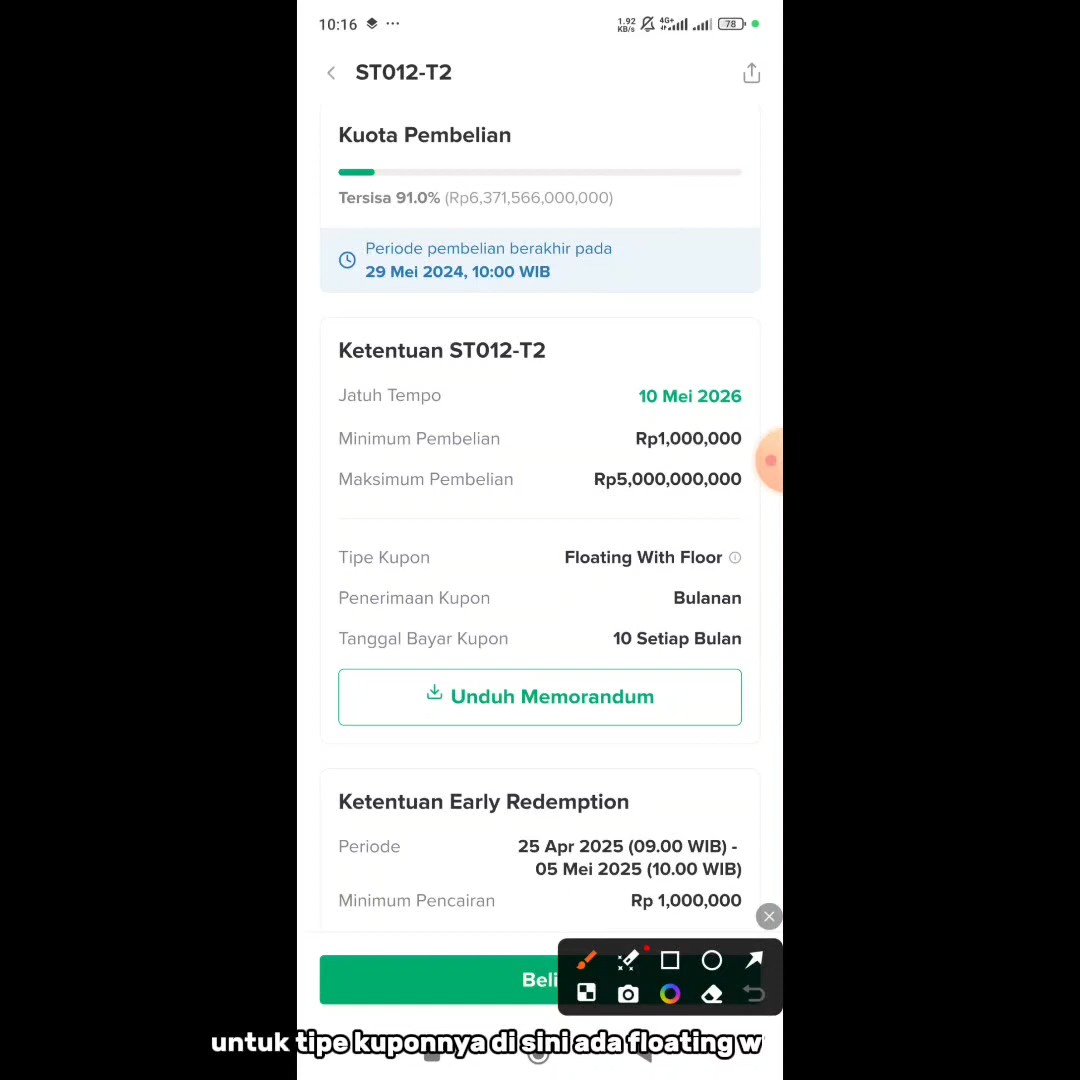 10:16
1.92 KB/s 4G+ 78
ST012-T2
Kuota Pembelian
Tersisa 91.0% (Rp6,371,566,000,000)
Periode pembelian berakhir pada
29 Mei 2024, 10:00 WIB
Ketentuan ST012-T2
Jatuh Tempo 10 Mei 2026
Minimum Pembelian Rp1,000,000
Maksimum Pembelian Rp5,000,000,000
Tipe Kupon Floating With Floor
Penerimaan Kupon Bulanan
Tanggal Bayar Kupon 10 Setiap Bulan
Unduh Memorandum
Ketentuan Early Redemption
Periode 25 Apr 2025 (09.00 WIB) -
05 Mei 2025 (10.00 WIB)
Minimum Pencairan Rp 1,000,000
Beli
untuk tipe kuponnya di sini ada floating w